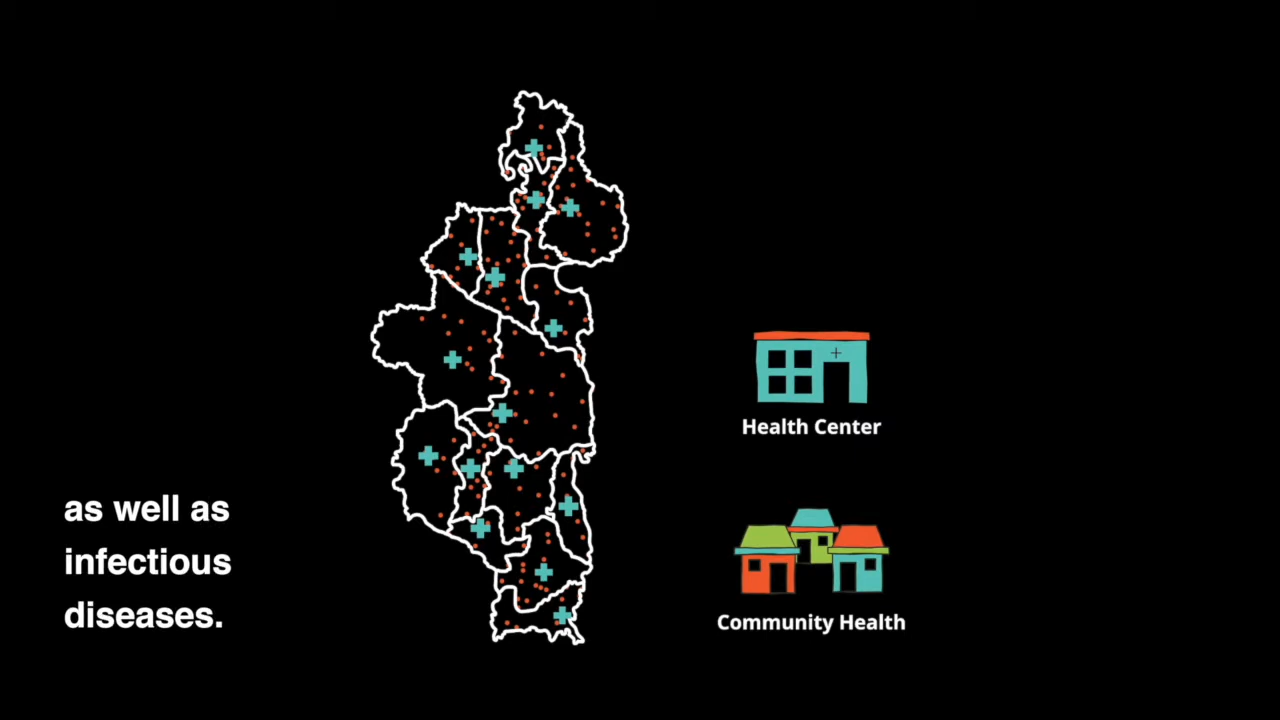 as well as
infectious
diseases.
Health Center
Community Health